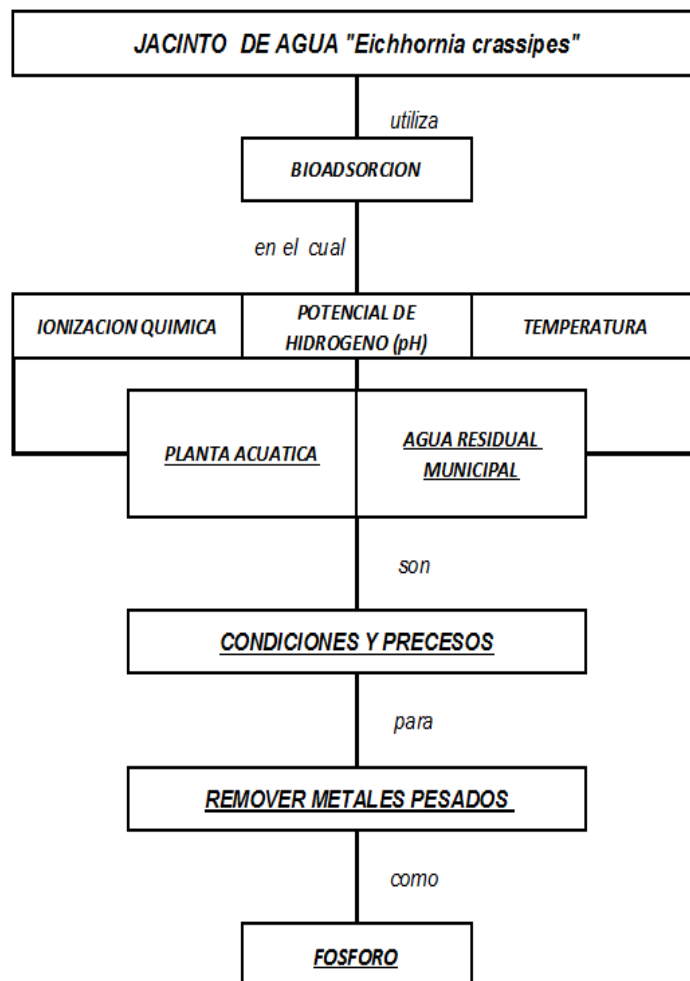 JACINTO DE AGUA "Eichhornia crassipes"
utiliza
BIOADSORCION
en el cual
IONIZACION QUIMICA
POTENCIAL DE
HIDROGENO (pH)
TEMPERATURA
PLANTA ACUATICA
AGUA RESIDUAL
MUNICIPAL
son
CONDICIONES Y PRECESOS
para
REMOVER METALES PESADOS
como
FOSFORO